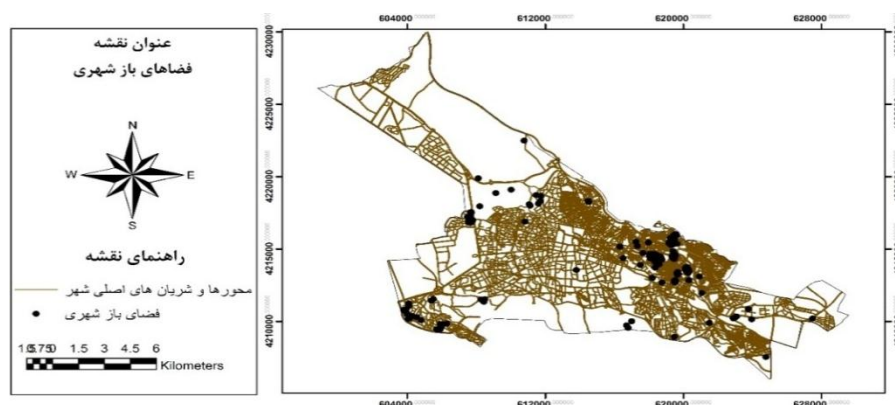 عنوان نقشه
فضاهای باز شهری
N
W E
S
راهنمای نقشه
محورها و شریان های اصلی شهر
فضای باز شهری
0 1.5 3 4.5 6
Kilometers
604000 612000 620000 628000
4230000
4225000
4220000
4215000
4210000
604000 612000 620000 628000